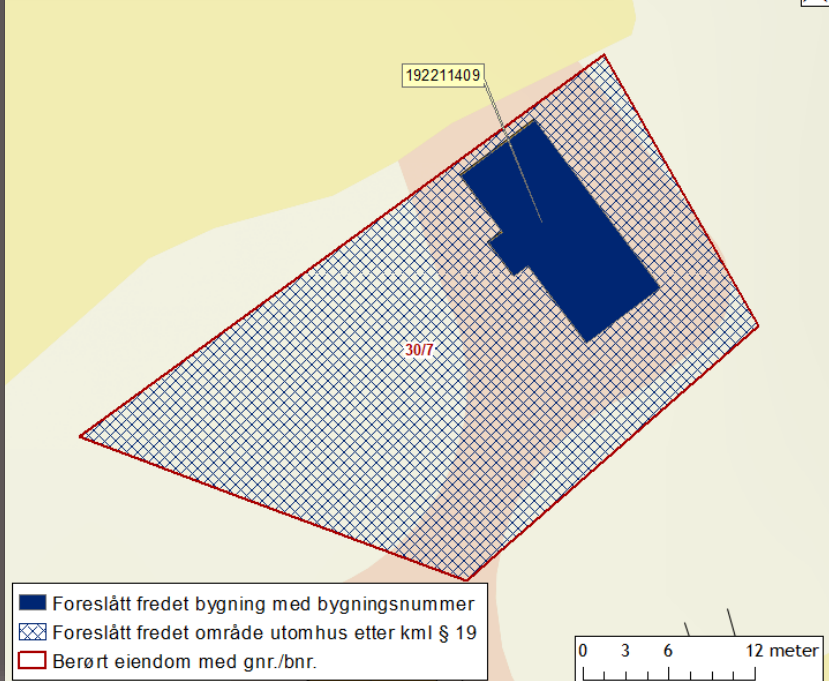 192211409
30/7
Foreslått fredet bygning med bygningsnummer
Foreslått fredet område utomhus etter kml § 19
Berørt eiendom med gnr./bnr.
0 3 6 12 meter